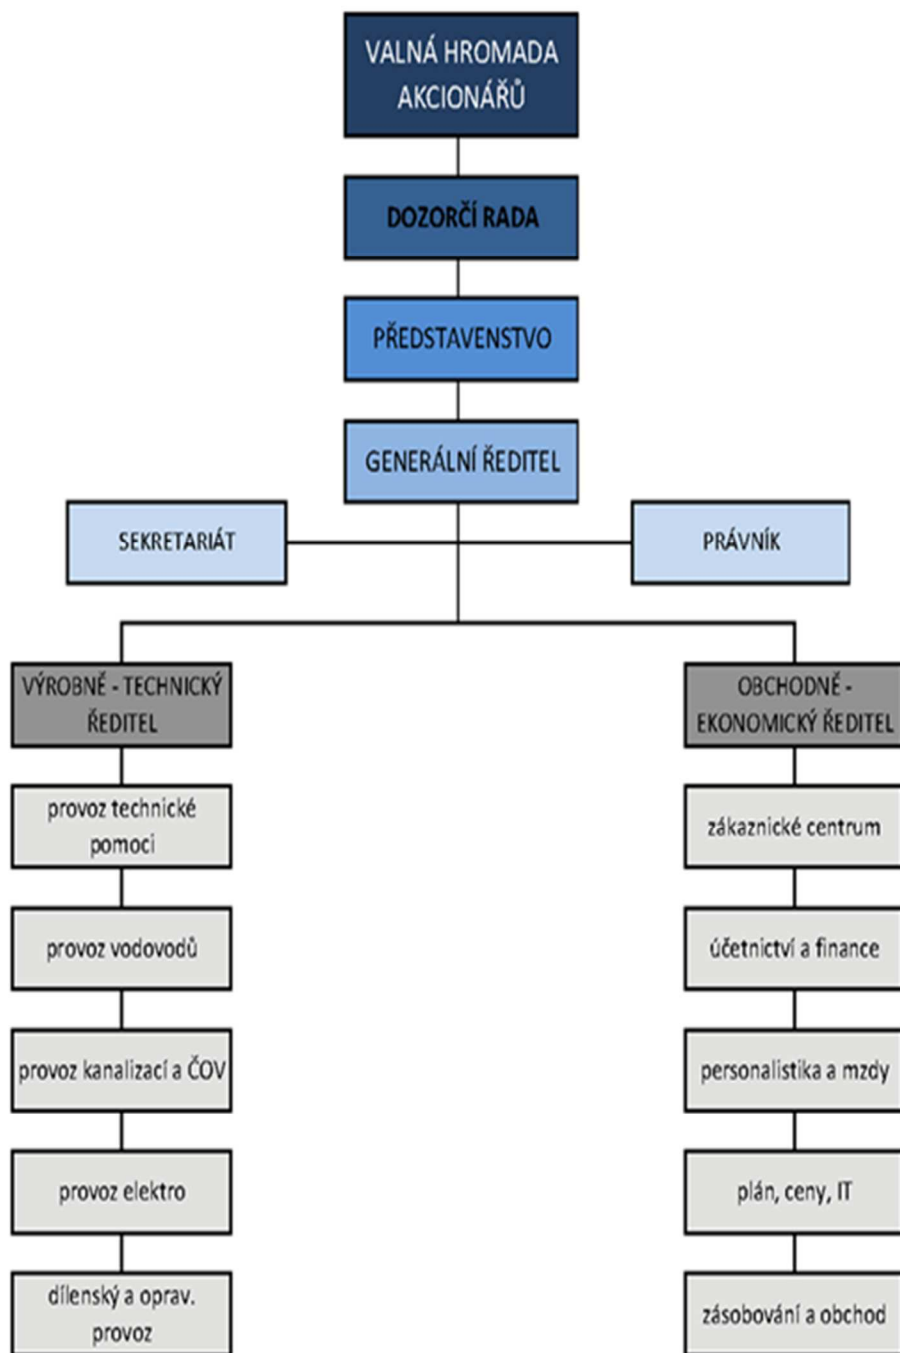 VALNÁ HROMADA
AKCIONÁŘŮ
DOZORČÍ RADA
PŘEDSTAVENSTVO
GENERÁLNÍ ŘEDITEL
SEKRETARIÁT
PRÁVNÍK
VÝROBNĚ - TECHNICKÝ
ŘEDITEL
provoz technické
pomoci
provoz vodovodů
provoz kanalizací a ČOV
provoz elektro
dílenský a oprav.
provoz
OBCHODNĚ -
EKONOMICKÝ ŘEDITEL
zákaznické centrum
účetnictví a finance
personalistika a mzdy
plán, ceny, IT
zásobování a obchod